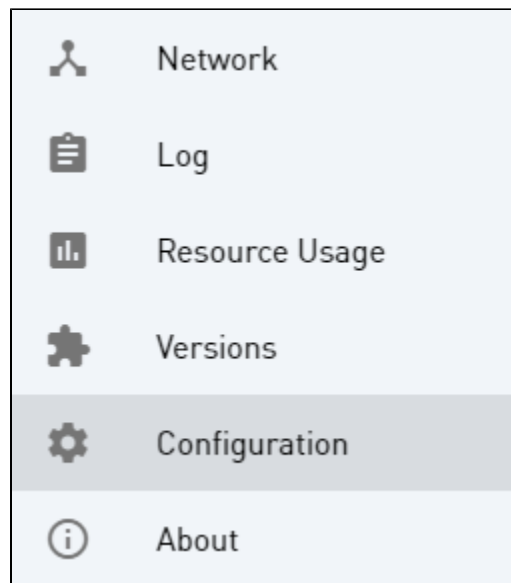 Network
Log
Resource Usage
Versions
Configuration
About